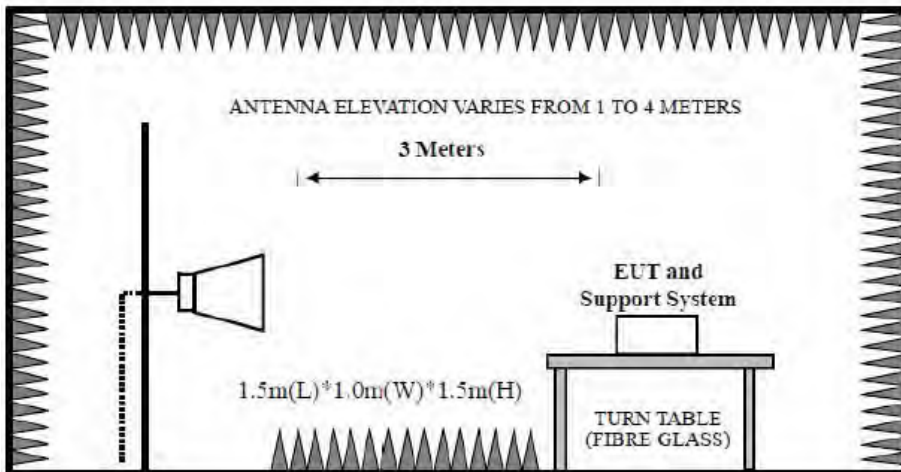 ANTENNA ELEVATION VARIES FROM 1 TO 4 METERS
3 Meters
EUT and
Support System
1.5m(L)*1.0m(W)*1.5m(H)
TURN TABLE
(FIBRE GLASS)